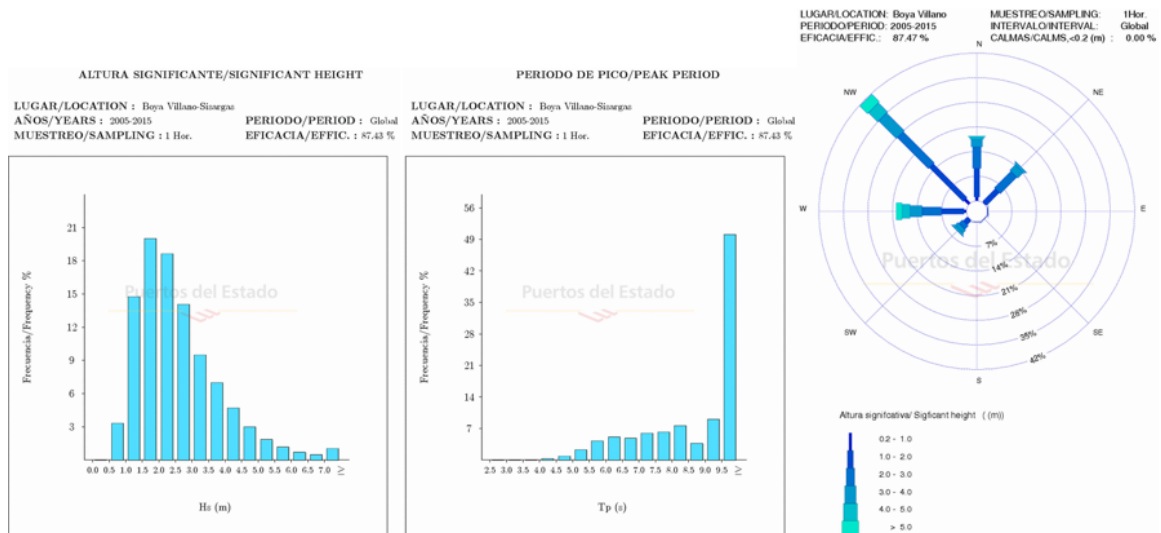 ALTURA SIGNIFICANTE/SIGNIFICANT HEIGHT
LUGAR/LOCATION : Boya Villano-Sisargas
AÑOS/YEARS : 2005-2015 PERIODO/PERIOD : Global
MUESTREO/SAMPLING : 1 Hor. EFICACIA/EFFIC. : 87.43 %
Frecuencia/Frequency %
21
18
15
12
9
6
3
Puertos del Estado
0.0 0.5 1.0 1.5 2.0 2.5 3.0 3.5 4.0 4.5 5.0 5.5 6.0 6.5 7.0 ≥
Hs (m)
PERIODO DE PICO/PEAK PERIOD
LUGAR/LOCATION : Boya Villano-Sisargas
AÑOS/YEARS : 2005-2015 PERIODO/PERIOD : Global
MUESTREO/SAMPLING : 1 Hor. EFICACIA/EFFIC. : 87.43 %
Frecuencia/Frequency %
56
49
42
35
28
21
14
7
Puertos del Estado
2.5 3.0 3.5 4.0 4.5 5.0 5.5 6.0 6.5 7.0 7.5 8.0 8.5 9.0 9.5 ≥
Tp (s)
LUGAR/LOCATION: Boya Villano MUESTREO/SAMPLING: 1Hor.
PERIODO/PERIOD: 2005-2015 INTERVALO/INTERVAL: Global
EFICACIA/EFFIC.: 87.47 % CALMAS/CALMS,<0.2 (m) : 0.00 %
N
NW NE
W E
SW SE
S
7%
14%
21%
28%
35%
42%
Puertos del Estado
Altura signifcativa/ Sigficant height ( (m))
0.2 - 1.0
1.0 - 2.0
2.0 - 3.0
3.0 - 4.0
4.0 - 5.0
> 5.0